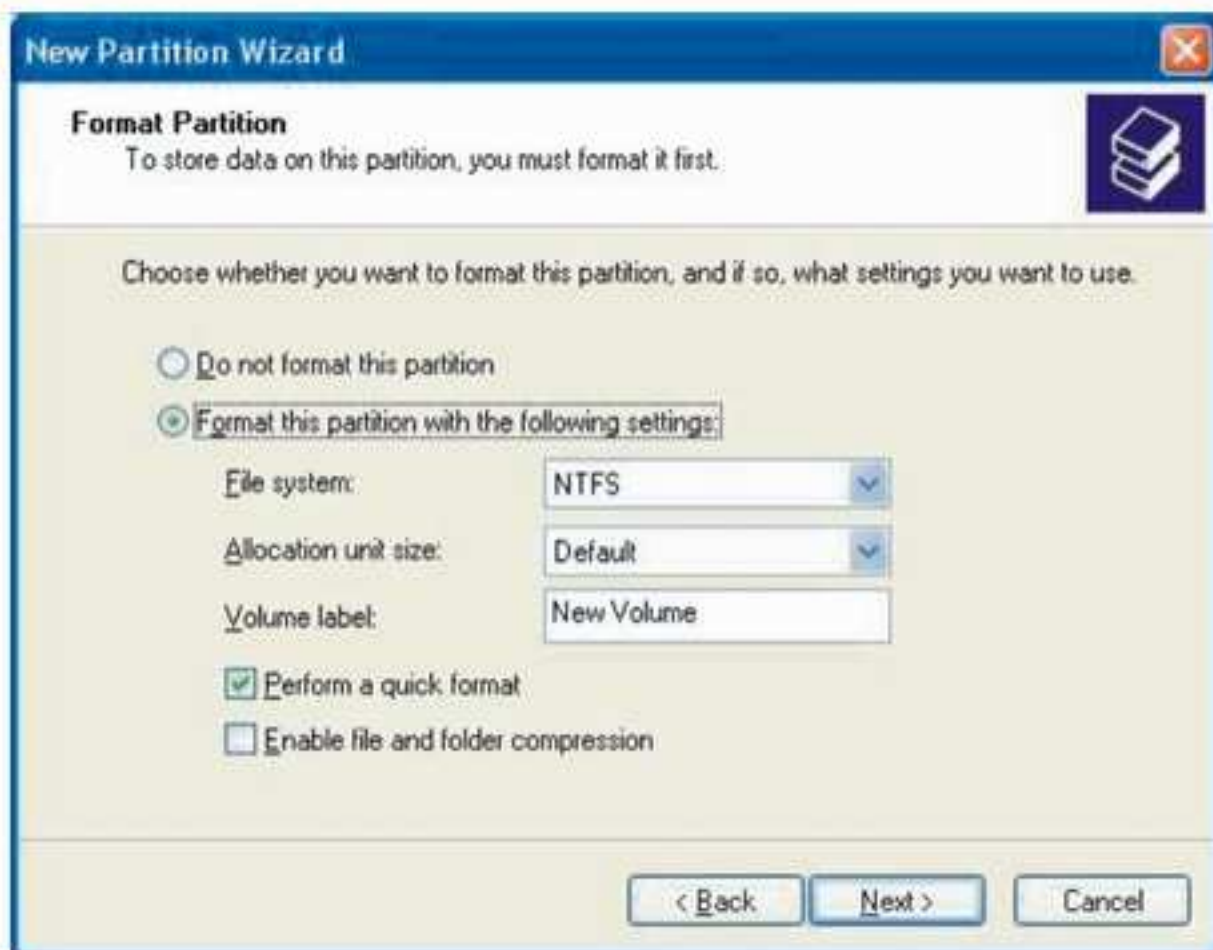 New Partition Wizard
Format Partition
To store data on this partition, you must format it first.
Choose whether you want to format this partition, and if so, what settings you want to use.
Do not format this partition
Format this partition with the following settings:
File system: NTFS
Allocation unit size: Default
Volume label: New Volume
Perform a quick format
Enable file and folder compression
< Back Next > Cancel